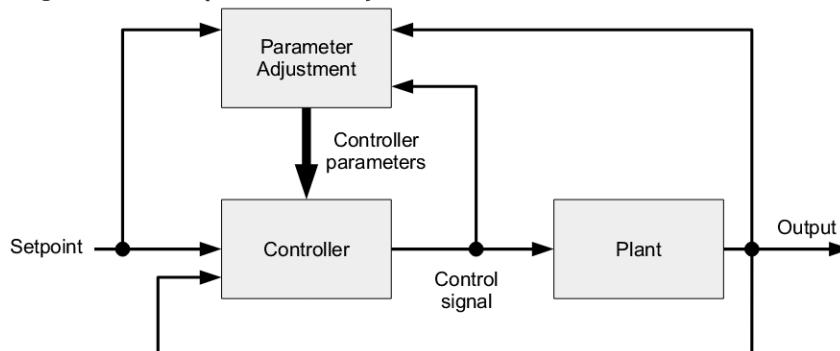 Parameter
Adjustment
Controller
parameters
Setpoint
Controller
Control
signal
Plant
Output